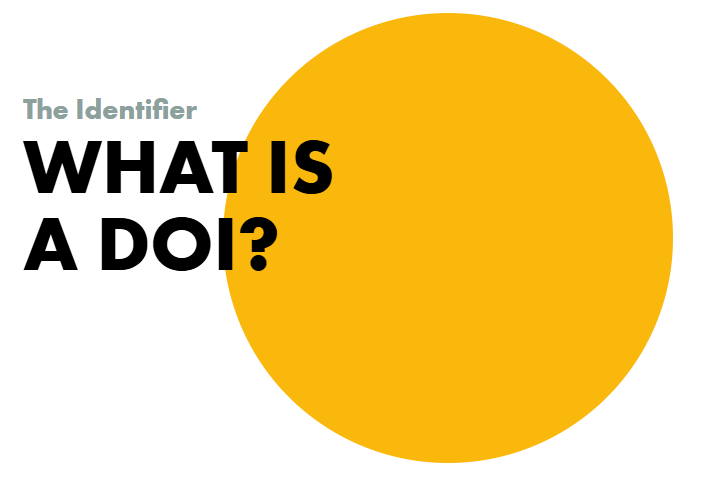 The Identifier
WHAT IS
A DOI?